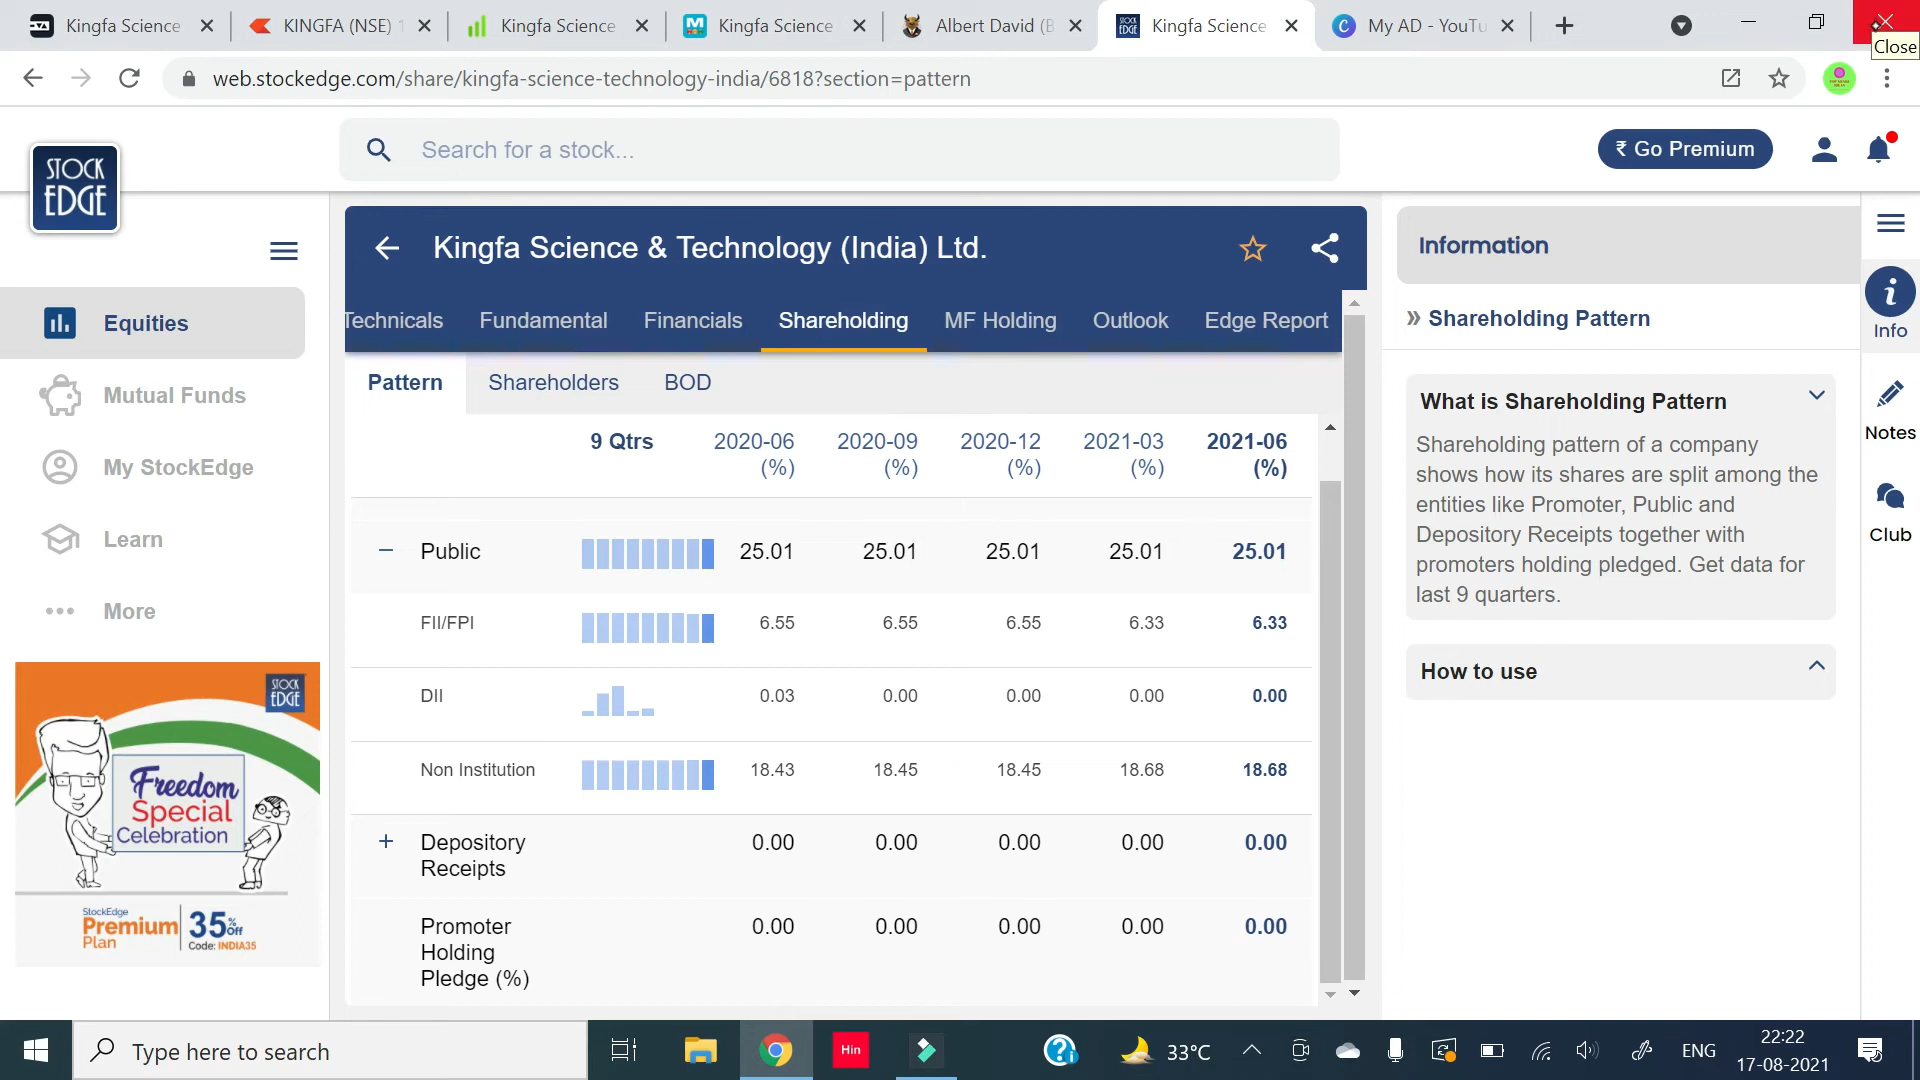 Kingfa Science
KINGFA (NSE)
Kingfa Science
Kingfa Science
Albert David (B
Kingfa Science
My AD - YouTu
Close
web.stockedge.com/share/kingfa-science-technology-india/6818?section=pattern
STOCK
EDGE
Search for a stock...
₹ Go Premium
Equities
Mutual Funds
My StockEdge
Learn
More
STOCK
EDGE
Freedom
Special
Celebration
StockEdge
Premium
Plan
35% Off
Code: INDIA35
Kingfa Science & Technology (India) Ltd.
Technicals Fundamental Financials Shareholding MF Holding Outlook Edge Report
Pattern Shareholders BOD
9 Qtrs 2020-06 2020-09 2020-12 2021-03 2021-06
(%) (%) (%) (%) (%)
Public 25.01 25.01 25.01 25.01 25.01
FII/FPI 6.55 6.55 6.55 6.33 6.33
DII 0.03 0.00 0.00 0.00 0.00
Non Institution 18.43 18.45 18.45 18.68 18.68
+ Depository 0.00 0.00 0.00 0.00 0.00
Receipts
Promoter 0.00 0.00 0.00 0.00 0.00
Holding
Pledge (%)
Information
» Shareholding Pattern
What is Shareholding Pattern
Shareholding pattern of a company
shows how its shares are split among the
entities like Promoter, Public and
Depository Receipts together with
promoters holding pledged. Get data for
last 9 quarters.
How to use
Info
Notes
Club
Type here to search
Hin
33°C
ENG
22:22
17-08-2021